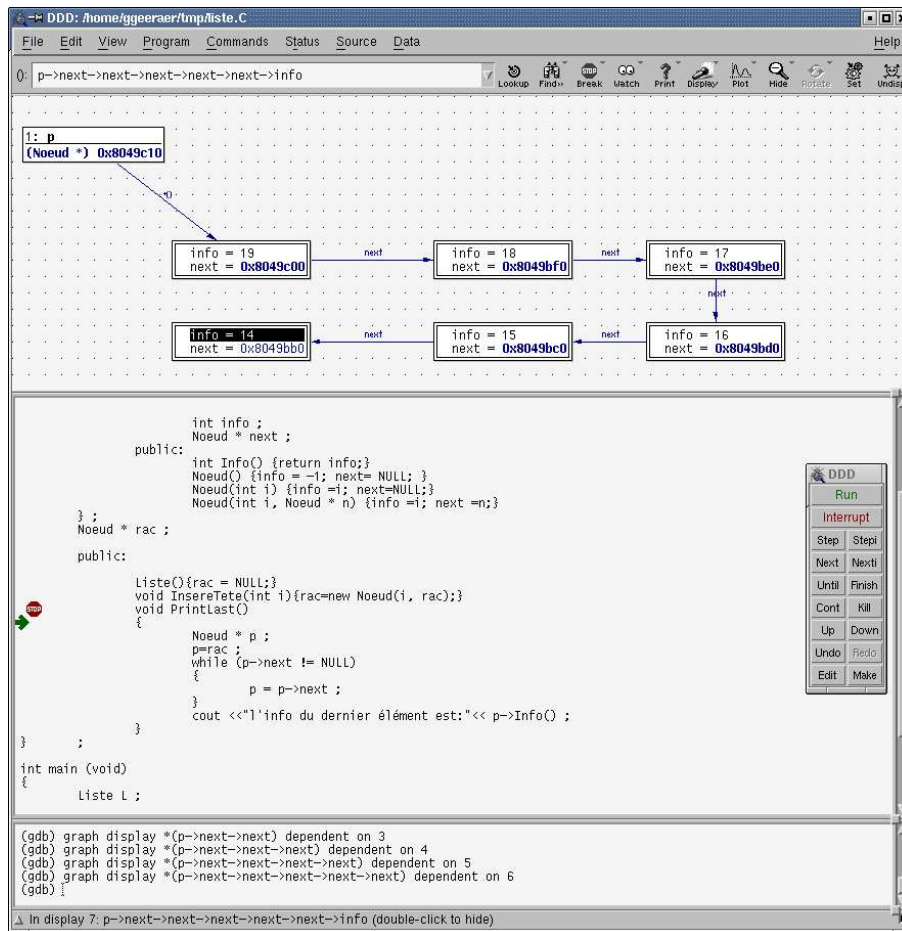 DDD: /home/ggeeraer/tmp/liste.C
File Edit View Program Commands Status Source Data Help
(): p->next->next->next->next->next->info
Lookup Find» Break Watch Print Display Plot Hide Rotate Set Undisp
1: p
(Noeud *) 0x8049c10
*()
info = 19
next = 0x8049c00
next
info = 18
next = 0x8049bf0
next
info = 17
next = 0x8049be0
next
info = 14
next = 0x8049bb0
next
info = 15
next = 0x8049bc0
next
info = 16
next = 0x8049bd0
int info ;
Noeud * next ;
public:
int Info() {return info;}
Noeud() {info = -1; next= NULL; }
Noeud(int i) {info =i; next=NULL;}
Noeud(int i, Noeud * n) {info =i; next =n;}
} ;
Noeud * rac ;
public:
Liste(){rac = NULL;}
void InsereTete(int i){rac=new Noeud(i, rac);}
STOP void PrintLast()
{
Noeud * p ;
p=rac ;
while (p->next != NULL)
{
p = p->next ;
}
cout <<"l'info du dernier élément est:"<< p->Info() ;
}
} ;
int main (void)
{
Liste L ;
DDD
Run
Interrupt
Step Stepi
Next Nexti
Until Finish
Cont Kill
Up Down
Undo Redo
Edit Make
(gdb) graph display *(p->next->next) dependent on 3
(gdb) graph display *(p->next->next->next) dependent on 4
(gdb) graph display *(p->next->next->next->next) dependent on 5
(gdb) graph display *(p->next->next->next->next->next) dependent on 6
(gdb)
In display 7: p->next->next->next->next->next->info (double-click to hide)